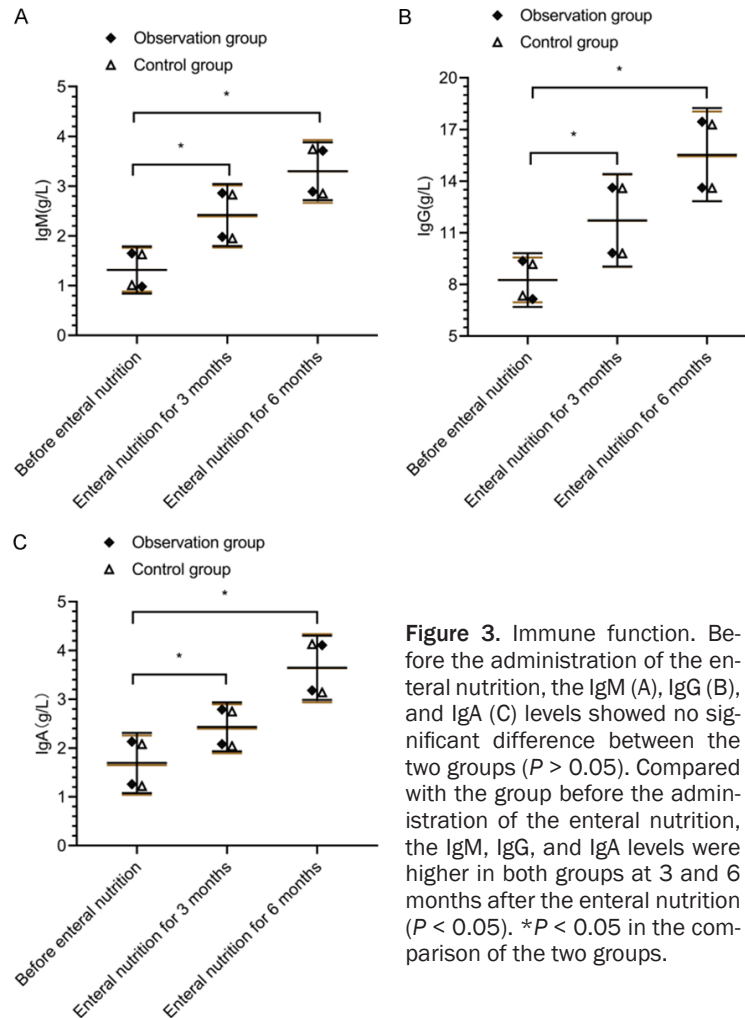 A
Observation group
Control group
IgM(g/L)
5
4
3
2
1
0
*
*
Before enteral nutrition
Enteral nutrition for 3 months
Enteral nutrition for 6 months
B
Observation group
Control group
IgG(g/L)
20
17
14
11
8
5
*
*
Before enteral nutrition
Enteral nutrition for 3 months
Enteral nutrition for 6 months
C
Observation group
Control group
IgA(g/L)
5
4
3
2
1
0
*
*
Before enteral nutrition
Enteral nutrition for 3 months
Enteral nutrition for 6 months
Figure 3. Immune function. Be-
fore the administration of the en-
teral nutrition, the IgM (A), IgG (B),
and IgA (C) levels showed no sig-
nificant difference between the
two groups (P > 0.05). Compared
with the group before the admin-
istration of the enteral nutrition,
the IgM, IgG, and IgA levels were
higher in both groups at 3 and 6
months after the enteral nutrition
(P < 0.05). *P < 0.05 in the com-
parison of the two groups.